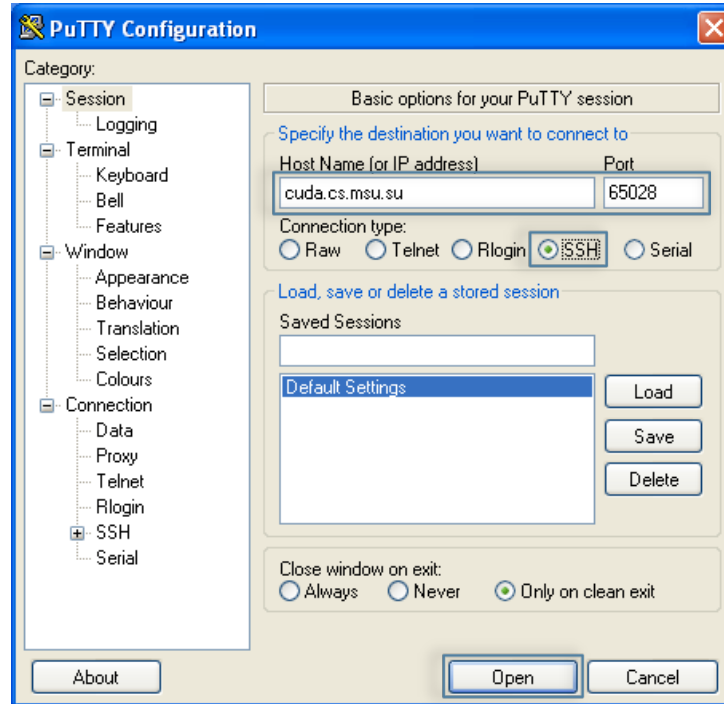 PuTTY Configuration
Category:
Session
Logging
Terminal
Keyboard
Bell
Features
Window
Appearance
Behaviour
Translation
Selection
Colours
Connection
Data
Proxy
Telnet
Rlogin
SSH
Serial
Basic options for your PuTTY session
Specify the destination you want to connect to
Host Name (or IP address) Port
cuda.cs.msu.su 65028
Connection type:
Raw Telnet Rlogin SSH Serial
Load, save or delete a stored session
Saved Sessions
Default Settings
Load
Save
Delete
Close window on exit:
Always Never Only on clean exit
About Open Cancel